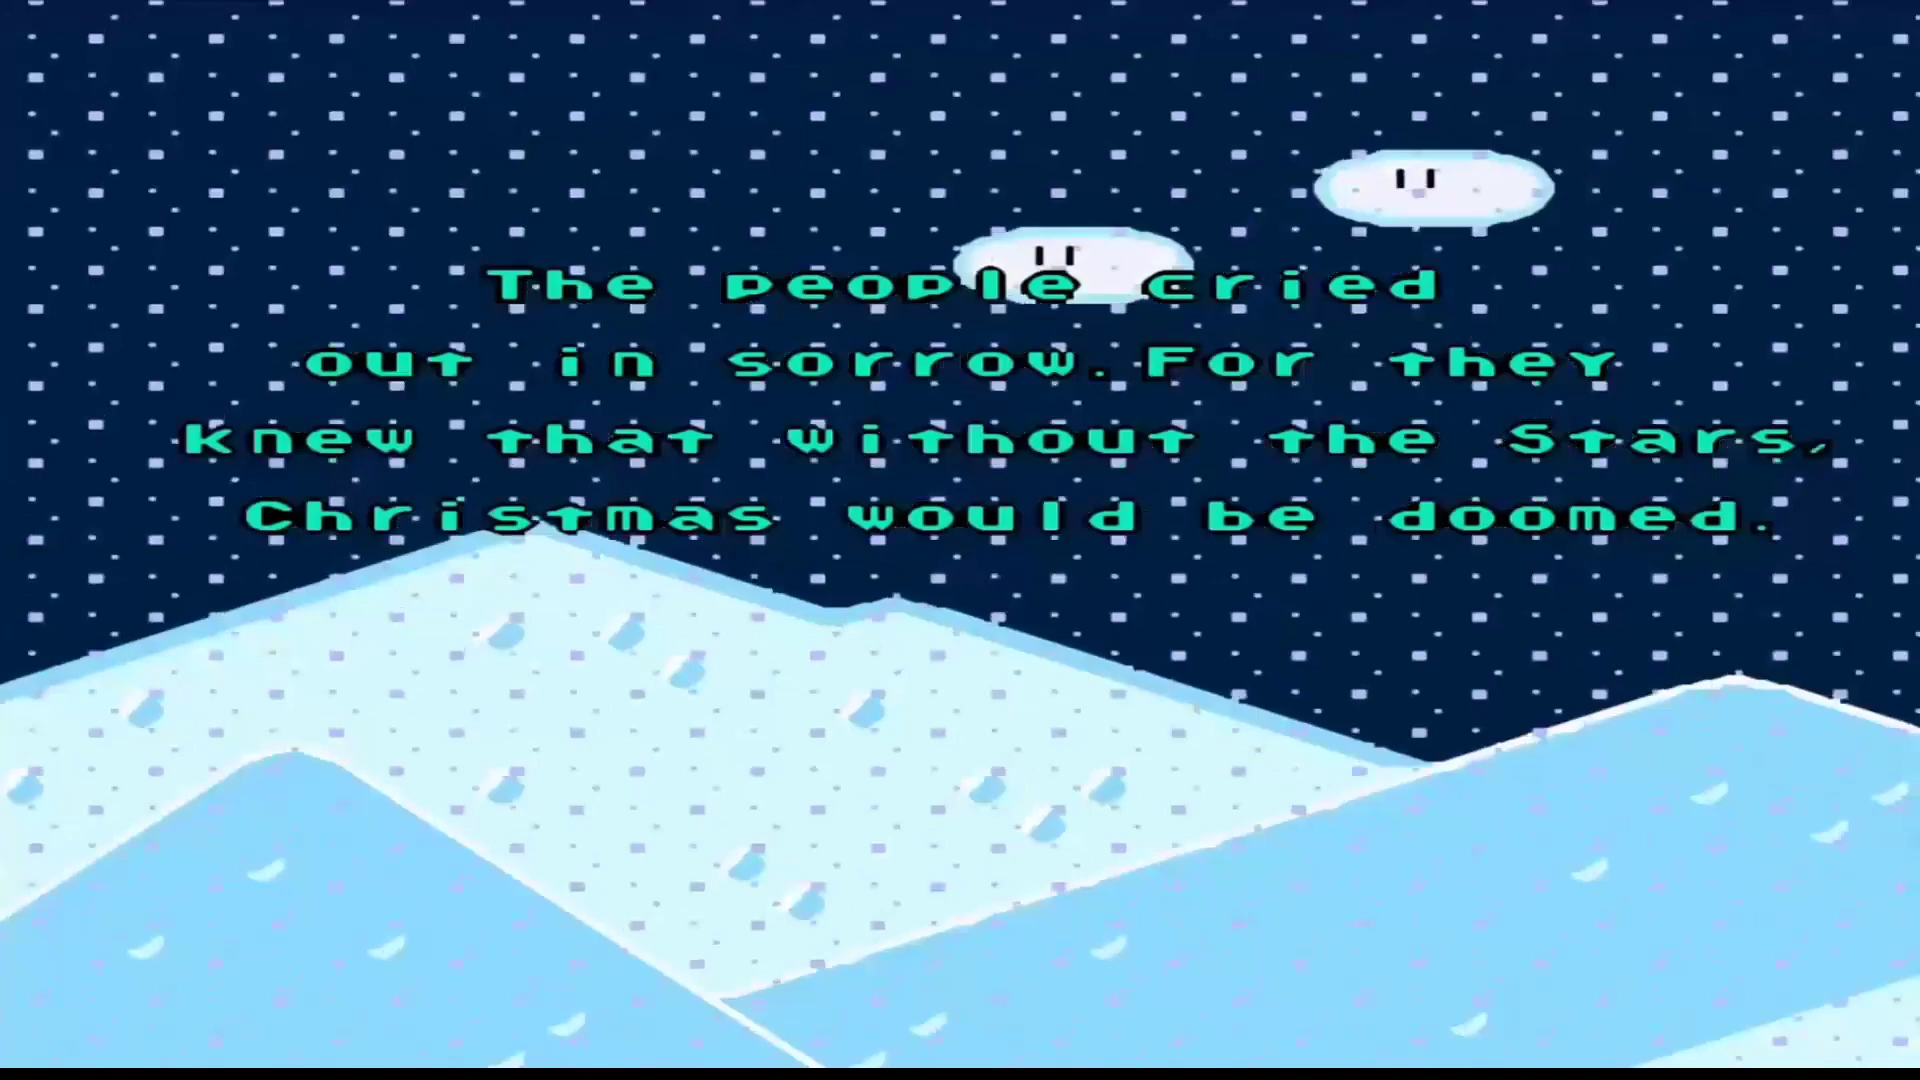 The people cried
out in sorrow. For they
knew that without the Stars,
Christmas would be doomed.